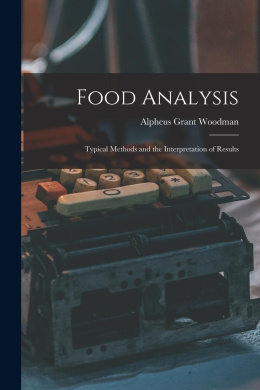 Food Analysis
Alpheus Grant Woodman
Typical Methods and the Interpretation of Results